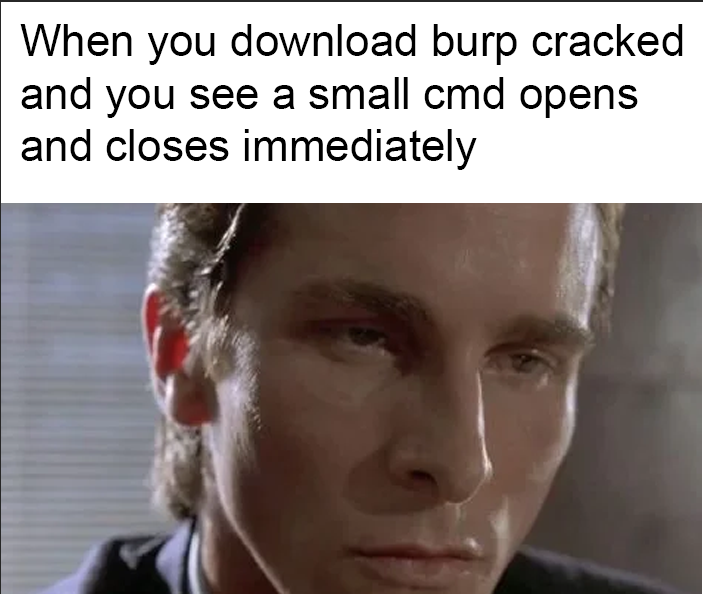 When you download burp cracked
and you see a small cmd opens
and closes immediately